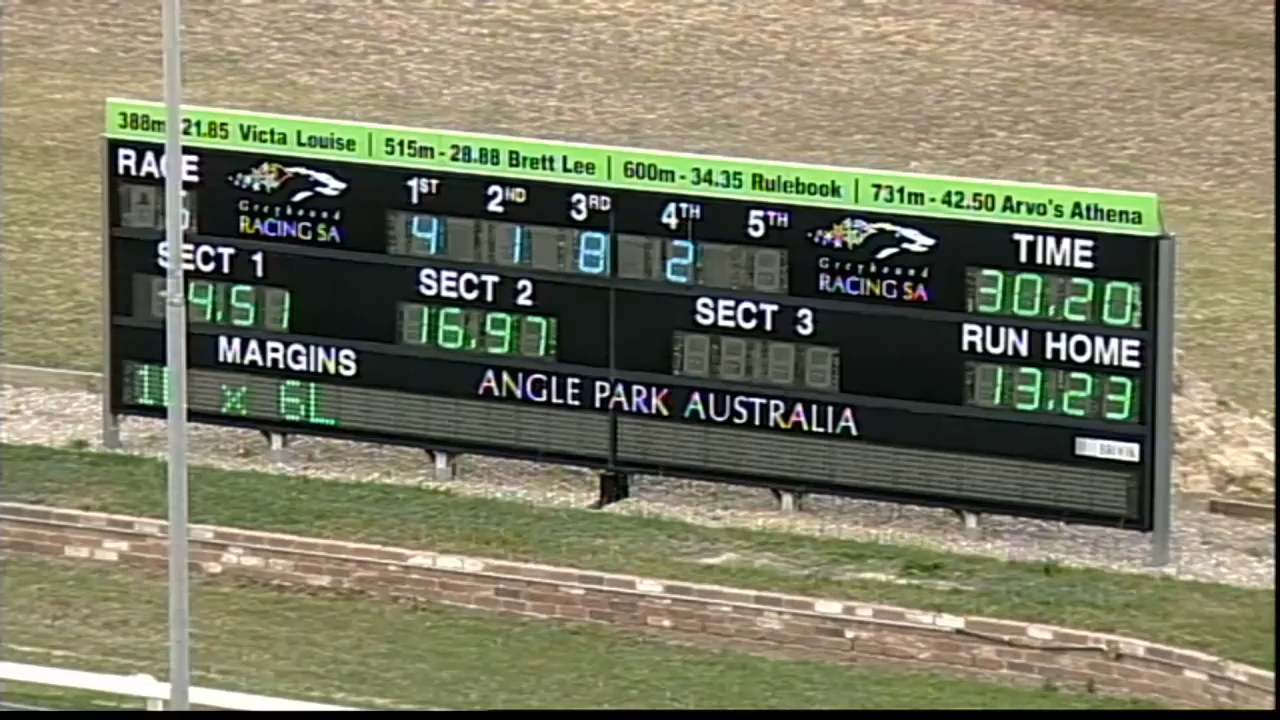 388m 21.85 Victa Louise | 515m - 28.88 Brett Lee | 600m - 34.35 Rulebook | 731m - 42.50 Arvo's Athena
RACE
Greyhound
RACING SA
1ST 2ND 3RD 4TH 5TH
4 1 8 2
Greyhound
RACING SA
TIME
30.20
SECT 1
4.51
SECT 2
16.97
SECT 3
RUN HOME
13.23
MARGINS
x 6L
ANGLE PARK AUSTRALIA